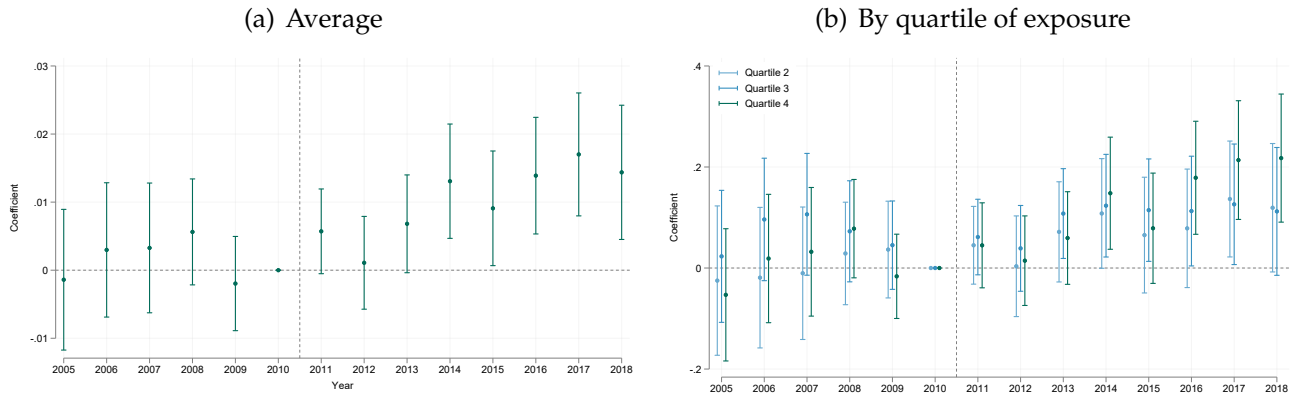 (a) Average
.03
.02
.01
0
-.01
Coefficient
2005 2006 2007 2008 2009 2010 2011 2012 2013 2014 2015 2016 2017 2018
Year
(b) By quartile of exposure
Quartile 2
Quartile 3
Quartile 4
.4
.2
0
-.2
Coefficient
2005 2006 2007 2008 2009 2010 2011 2012 2013 2014 2015 2016 2017 2018